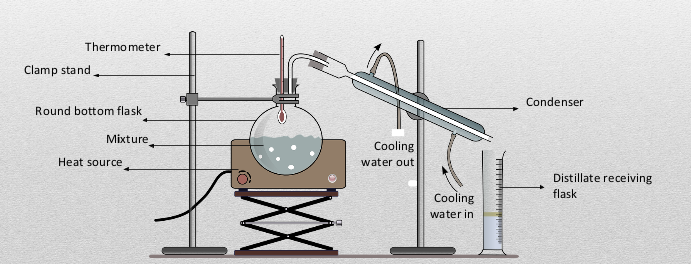 Thermometer
Clamp stand
Round bottom flask
Mixture
Heat source
Condenser
Cooling
water out
Cooling
water in
Distillate receiving
flask